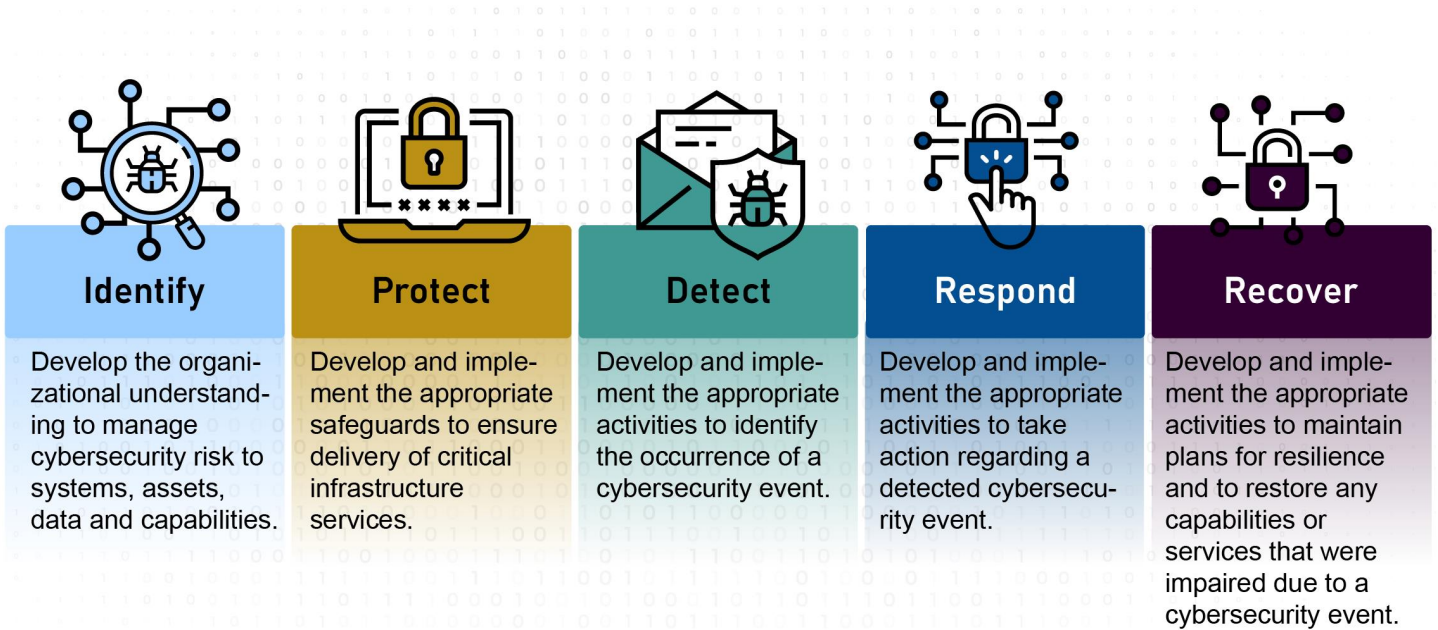 Identify
Develop the organi-
zational understand-
ing to manage
cybersecurity risk to
systems, assets,
data and capabilities.
Protect
Develop and imple-
ment the appropriate
safeguards to ensure
delivery of critical
infrastructure
services.
Detect
Develop and imple-
ment the appropriate
activities to identify
the occurrence of a
cybersecurity event.
Respond
Develop and imple-
ment the appropriate
activities to take
action regarding a
detected cybersecu-
rity event.
Recover
Develop and imple-
ment the appropriate
activities to maintain
plans for resilience
and to restore any
capabilities or
services that were
impaired due to a
cybersecurity event.